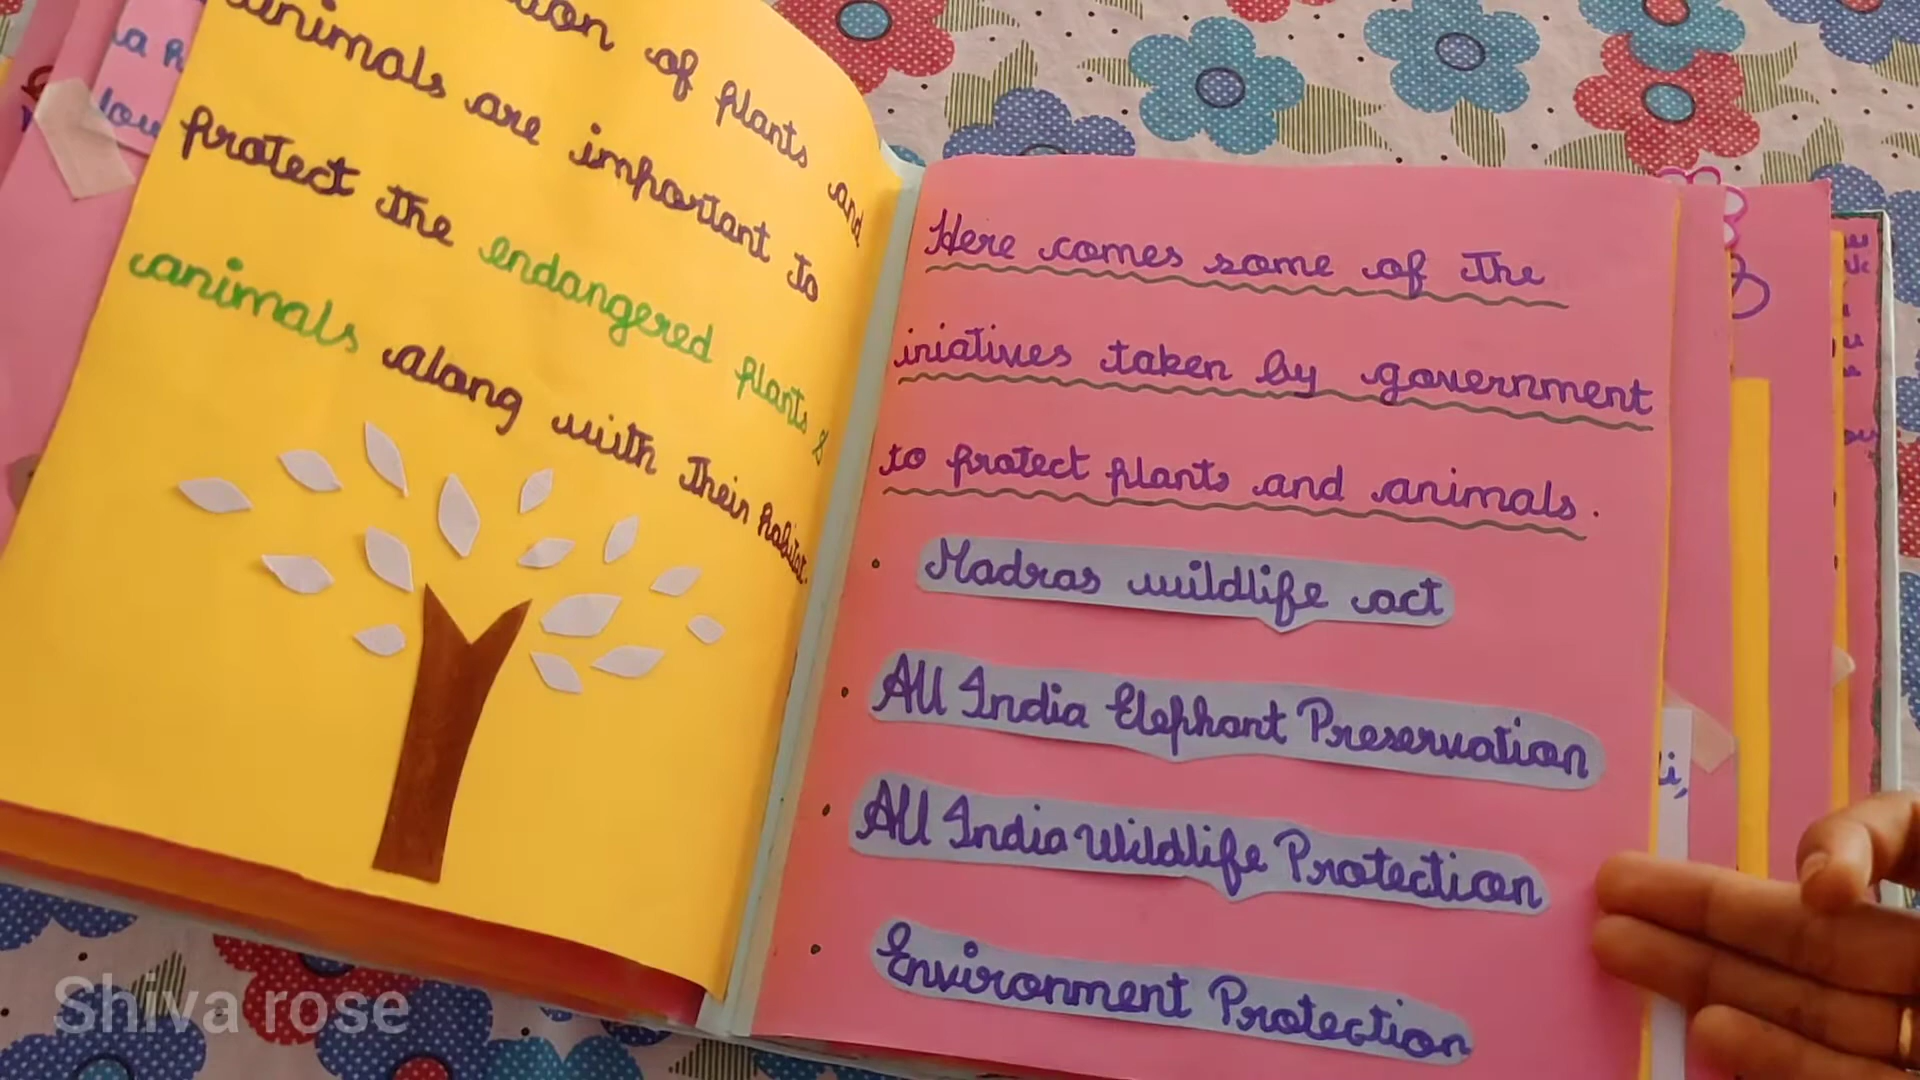 of plants and
animals are important to
protect the endangered plants &
animals along with their habitat.
Here comes some of the
iniatives taken by government
to protect plants and animals.
Madras wildlife act
All India Elephant Preservation
All India Wildlife Protection
Environment Protection
Shiva rose